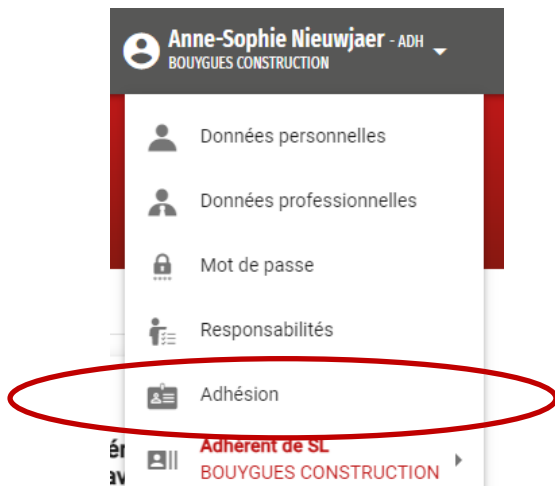 Anne-Sophie Nieuwjaer - ADH
BOUYGUES CONSTRUCTION
Données personnelles
Données professionnelles
Mot de passe
Responsabilités
Adhésion
Adhérent de SL
BOUYGUES CONSTRUCTION